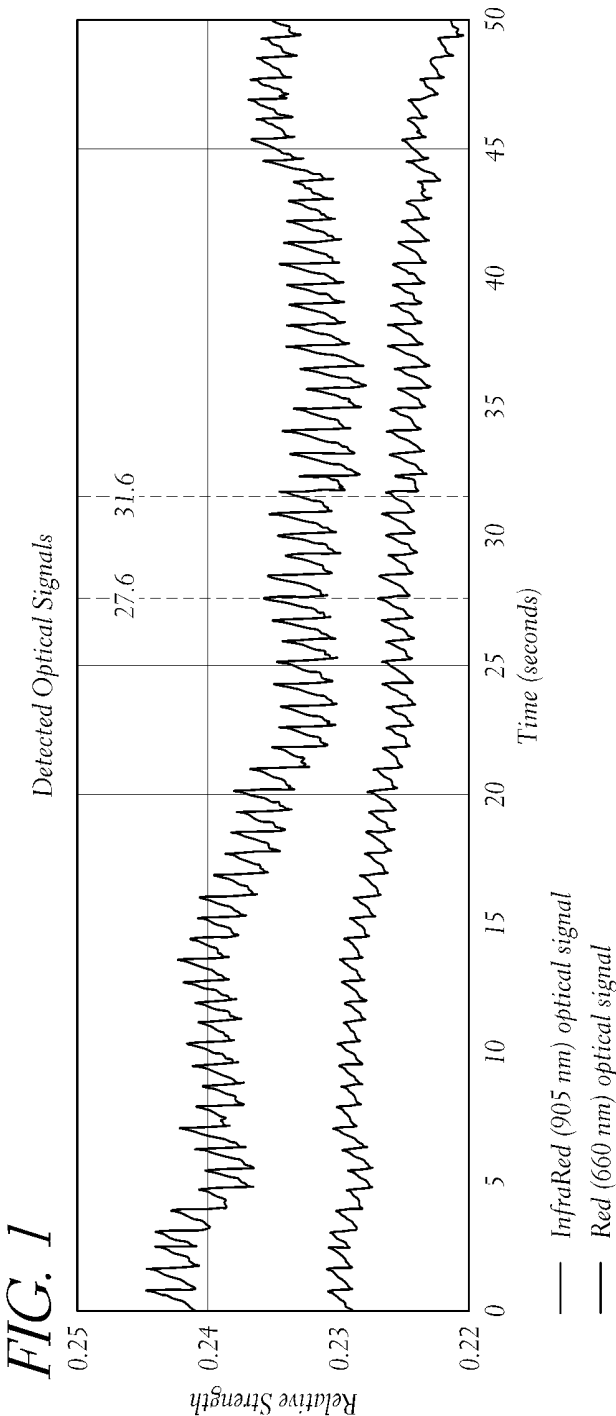 FIG. 1
Detected Optical Signals
27.6
31.6
0.25
0.24
0.23
0.22
Relative Strength
0 5 10 15 20 25 30 35 40 45 50
Time (seconds)
InfraRed (905 nm) optical signal
Red (660 nm) optical signal